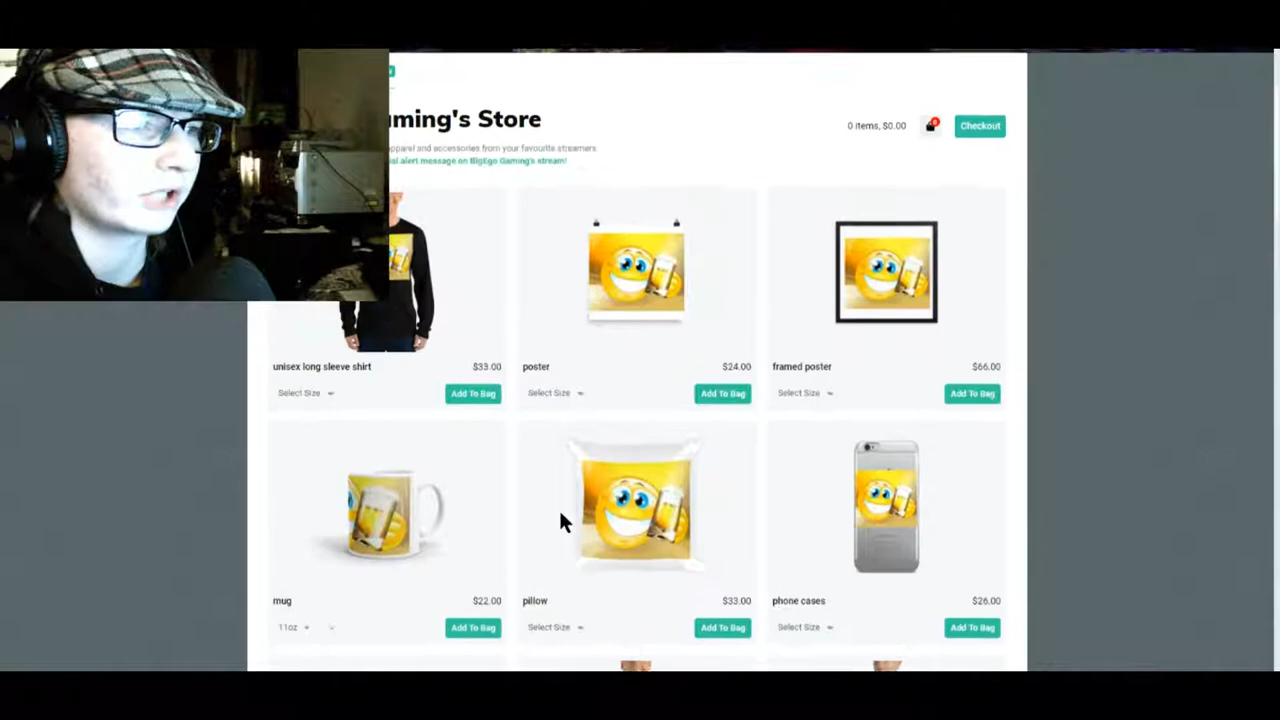 ming's Store
0 items, $0.00
0
Checkout
apparel and accessories from your favourite streamers
alert message on BigEgo Gaming's stream!
unisex long sleeve shirt $33.00
Select Size Add To Bag
poster $24.00
Select Size Add To Bag
framed poster $66.00
Select Size Add To Bag
mug $22.00
11oz Add To Bag
pillow $33.00
Select Size Add To Bag
phone cases $26.00
Select Size Add To Bag